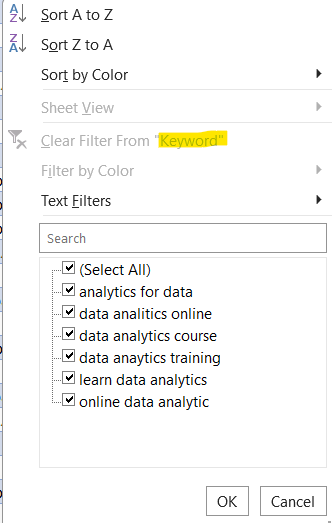 Sort A to Z
Sort Z to A
Sort by Color
Sheet View
Clear Filter From "Keyword"
Filter by Color
Text Filters
Search
(Select All)
analytics for data
data analitics online
data analytics course
data anaytics training
learn data analytics
online data analytic
OK
Cancel